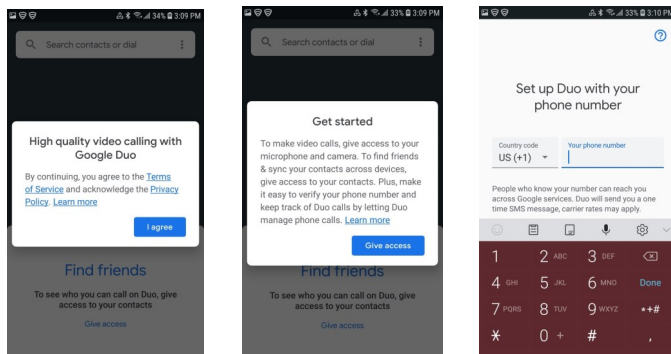 34% 3:09 PM
Search contacts or dial
High quality video calling with
Google Duo
By continuing, you agree to the Terms
of Service and acknowledge the Privacy
Policy. Learn more
I agree
Find friends
To see who you can call on Duo, give
access to your contacts
Give access
33% 3:09 PM
Search contacts or dial
Get started
To make video calls, give access to your
microphone and camera. To find friends
& sync your contacts across devices,
give access to your contacts. Plus, make
it easy to verify your phone number and
keep track of Duo calls by letting Duo
manage phone calls. Learn more
Give access
Find friends
To see who you can call on Duo, give
access to your contacts
Give access
33% 3:10 PM
?
Set up Duo with your
phone number
Country code Your phone number
US (+1)
People who know your number can reach you
across Google services. Duo will send you a one
time SMS message, carrier rates may apply.
1 2 ABC 3 DEF
4 GHI 5 JKL 6 MNO Done
7 PQRS 8 TUV 9 WXYZ *+#
* 0 + # ,